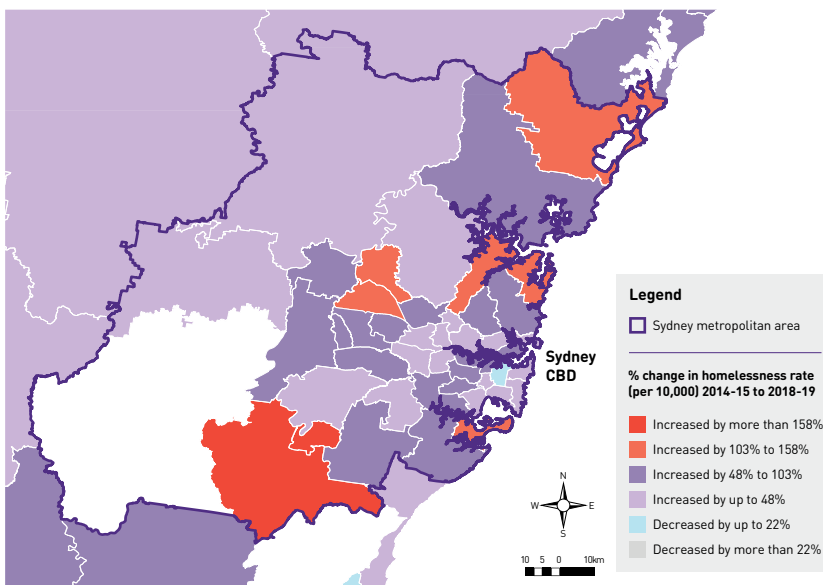 Sydney
CBD
Legend
Sydney metropolitan area
% change in homelessness rate
(per 10,000) 2014-15 to 2018-19
Increased by more than 158%
Increased by 103% to 158%
Increased by 48% to 103%
Increased by up to 48%
Decreased by up to 22%
Decreased by more than 22%
N
W
E
S
10 5 0 10km